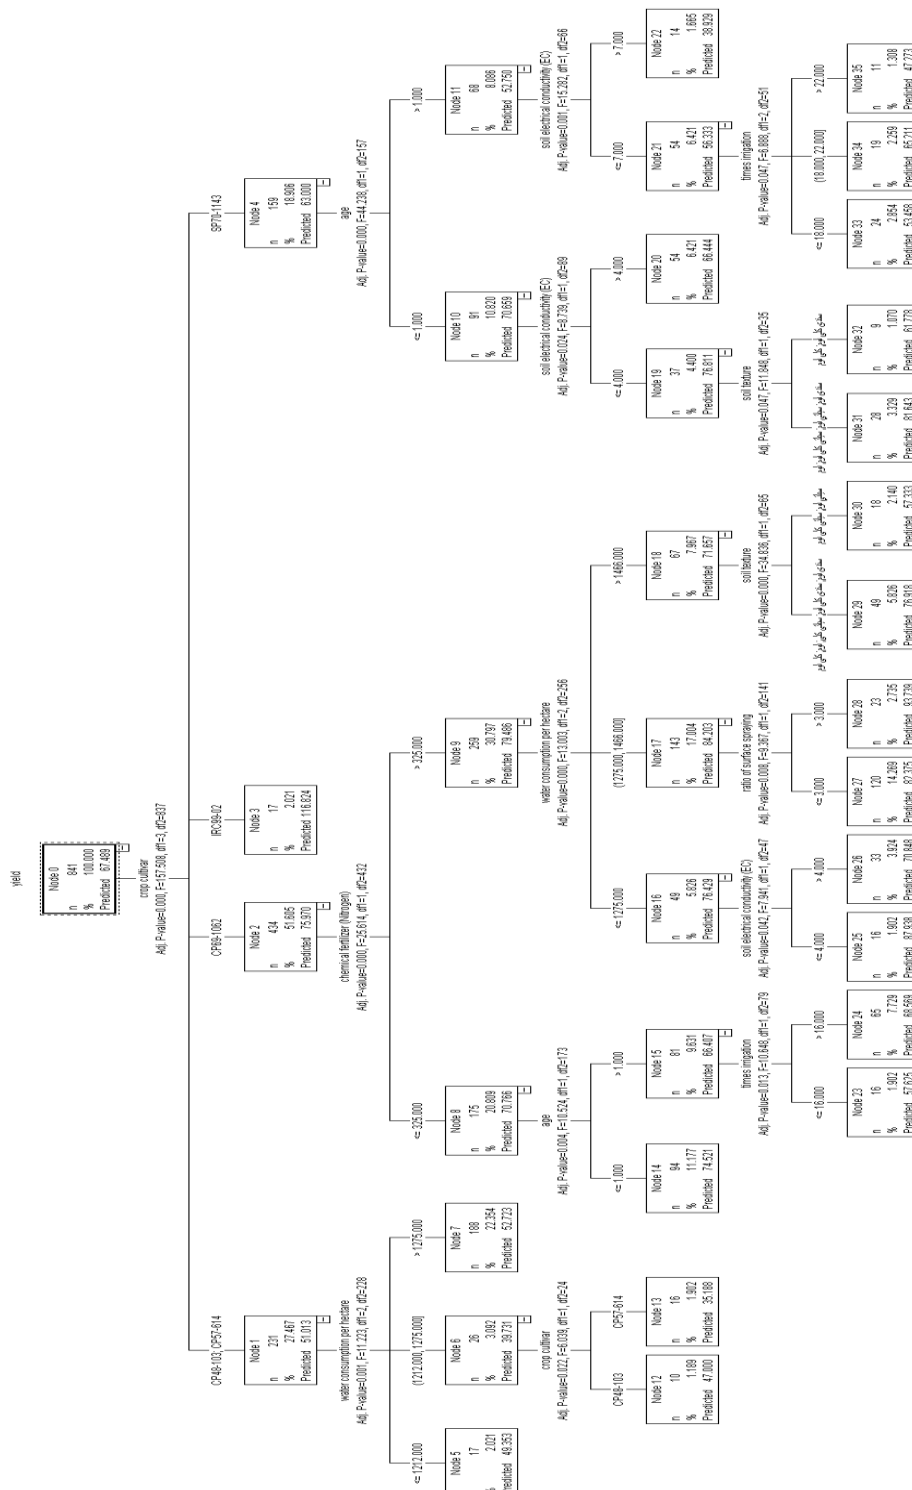 yield
Node 0
n 841
% 100.000
Predicted 67.489
crop cultivar
Adj. P-value=0.000, F=157.508, df1=3, df2=837
CP48-103; CP57-614
Node 1
n 231
% 27.467
Predicted 51.013
CP69-1062
Node 2
n 434
% 51.605
Predicted 75.970
IRC99-02
Node 3
n 17
% 2.021
Predicted 116.824
SP70-1143
Node 4
n 159
% 18.906
Predicted 63.000
water consumption per hectare
Adj. P-value=0.001, F=11.223, df1=2, df2=228
chemical fertilizer (Nitrogen)
Adj. P-value=0.000, F=25.614, df1=1, df2=432
age
Adj. P-value=0.000, F=44.238, df1=1, df2=157
<=1212.000
Node 5
n 17
% 2.021
Predicted 49.353
(1212.000, 1275.000]
Node 6
n 26
% 3.092
Predicted 39.731
>1275.000
Node 7
n 188
% 22.354
Predicted 52.723
<= 325.000
Node 8
n 175
% 20.809
Predicted 70.766
> 325.000
Node 9
n 259
% 30.797
Predicted 79.486
<= 1.000
Node 10
n 91
% 10.820
Predicted 70.659
> 1.000
Node 11
n 68
% 8.086
Predicted 52.750
crop cultivar
Adj. P-value=0.022, F=6.039, df1=1, df2=24
age
Adj. P-value=0.004, F=10.524, df1=1, df2=173
water consumption per hectare
Adj. P-value=0.000, F=13.003, df1=2, df2=256
soil electrical conductivity (EC)
Adj. P-value=0.024, F=8.739, df1=1, df2=89
soil electrical conductivity (EC)
Adj. P-value=0.001, F=15.282, df1=1, df2=66
CP48-103
Node 12
n 10
% 1.189
Predicted 47.000
CP57-614
Node 13
n 16
% 1.902
Predicted 35.188
<= 1.000
Node 14
n 94
% 11.177
Predicted 74.521
> 1.000
Node 15
n 81
% 9.631
Predicted 66.407
<= 1275.000
Node 16
n 49
% 5.826
Predicted 76.429
(1275.000, 1466.000]
Node 17
n 143
% 17.004
Predicted 84.203
> 1466.000
Node 18
n 67
% 7.967
Predicted 71.657
<= 4.000
Node 19
n 37
% 4.400
Predicted 76.811
> 4.000
Node 20
n 54
% 6.421
Predicted 66.444
<= 7.000
Node 21
n 54
% 6.421
Predicted 56.333
> 7.000
Node 22
n 14
% 1.665
Predicted 38.929
times irrigation
Adj. P-value=0.013, F=10.648, df1=1, df2=79
soil electrical conductivity (EC)
Adj. P-value=0.042, F=7.941, df1=1, df2=47
ratio of surface spraying
Adj. P-value=0.008, F=9.367, df1=1, df2=141
soil texture
Adj. P-value=0.000, F=34.836, df1=1, df2=65
soil texture
Adj. P-value=0.047, F=11.848, df1=1, df2=35
times irrigation
Adj. P-value=0.047, F=6.888, df1=2, df2=51
<= 16.000
Node 23
n 16
% 1.902
Predicted 57.625
> 16.000
Node 24
n 65
% 7.729
Predicted 68.569
<= 4.000
Node 25
n 16
% 1.902
Predicted 87.938
> 4.000
Node 26
n 33
% 3.924
Predicted 70.848
<= 3.000
Node 27
n 120
% 14.269
Predicted 82.375
> 3.000
Node 28
n 23
% 2.735
Predicted 93.739
Node 29
n 49
% 5.826
Predicted 76.918
Node 30
n 18
% 2.140
Predicted 57.333
Node 31
n 28
% 3.329
Predicted 81.643
Node 32
n 9
% 1.070
Predicted 61.778
<= 18.000
Node 33
n 24
% 2.854
Predicted 53.458
(18.000, 22.000]
Node 34
n 19
% 2.259
Predicted 65.211
> 22.000
Node 35
n 11
% 1.308
Predicted 47.273